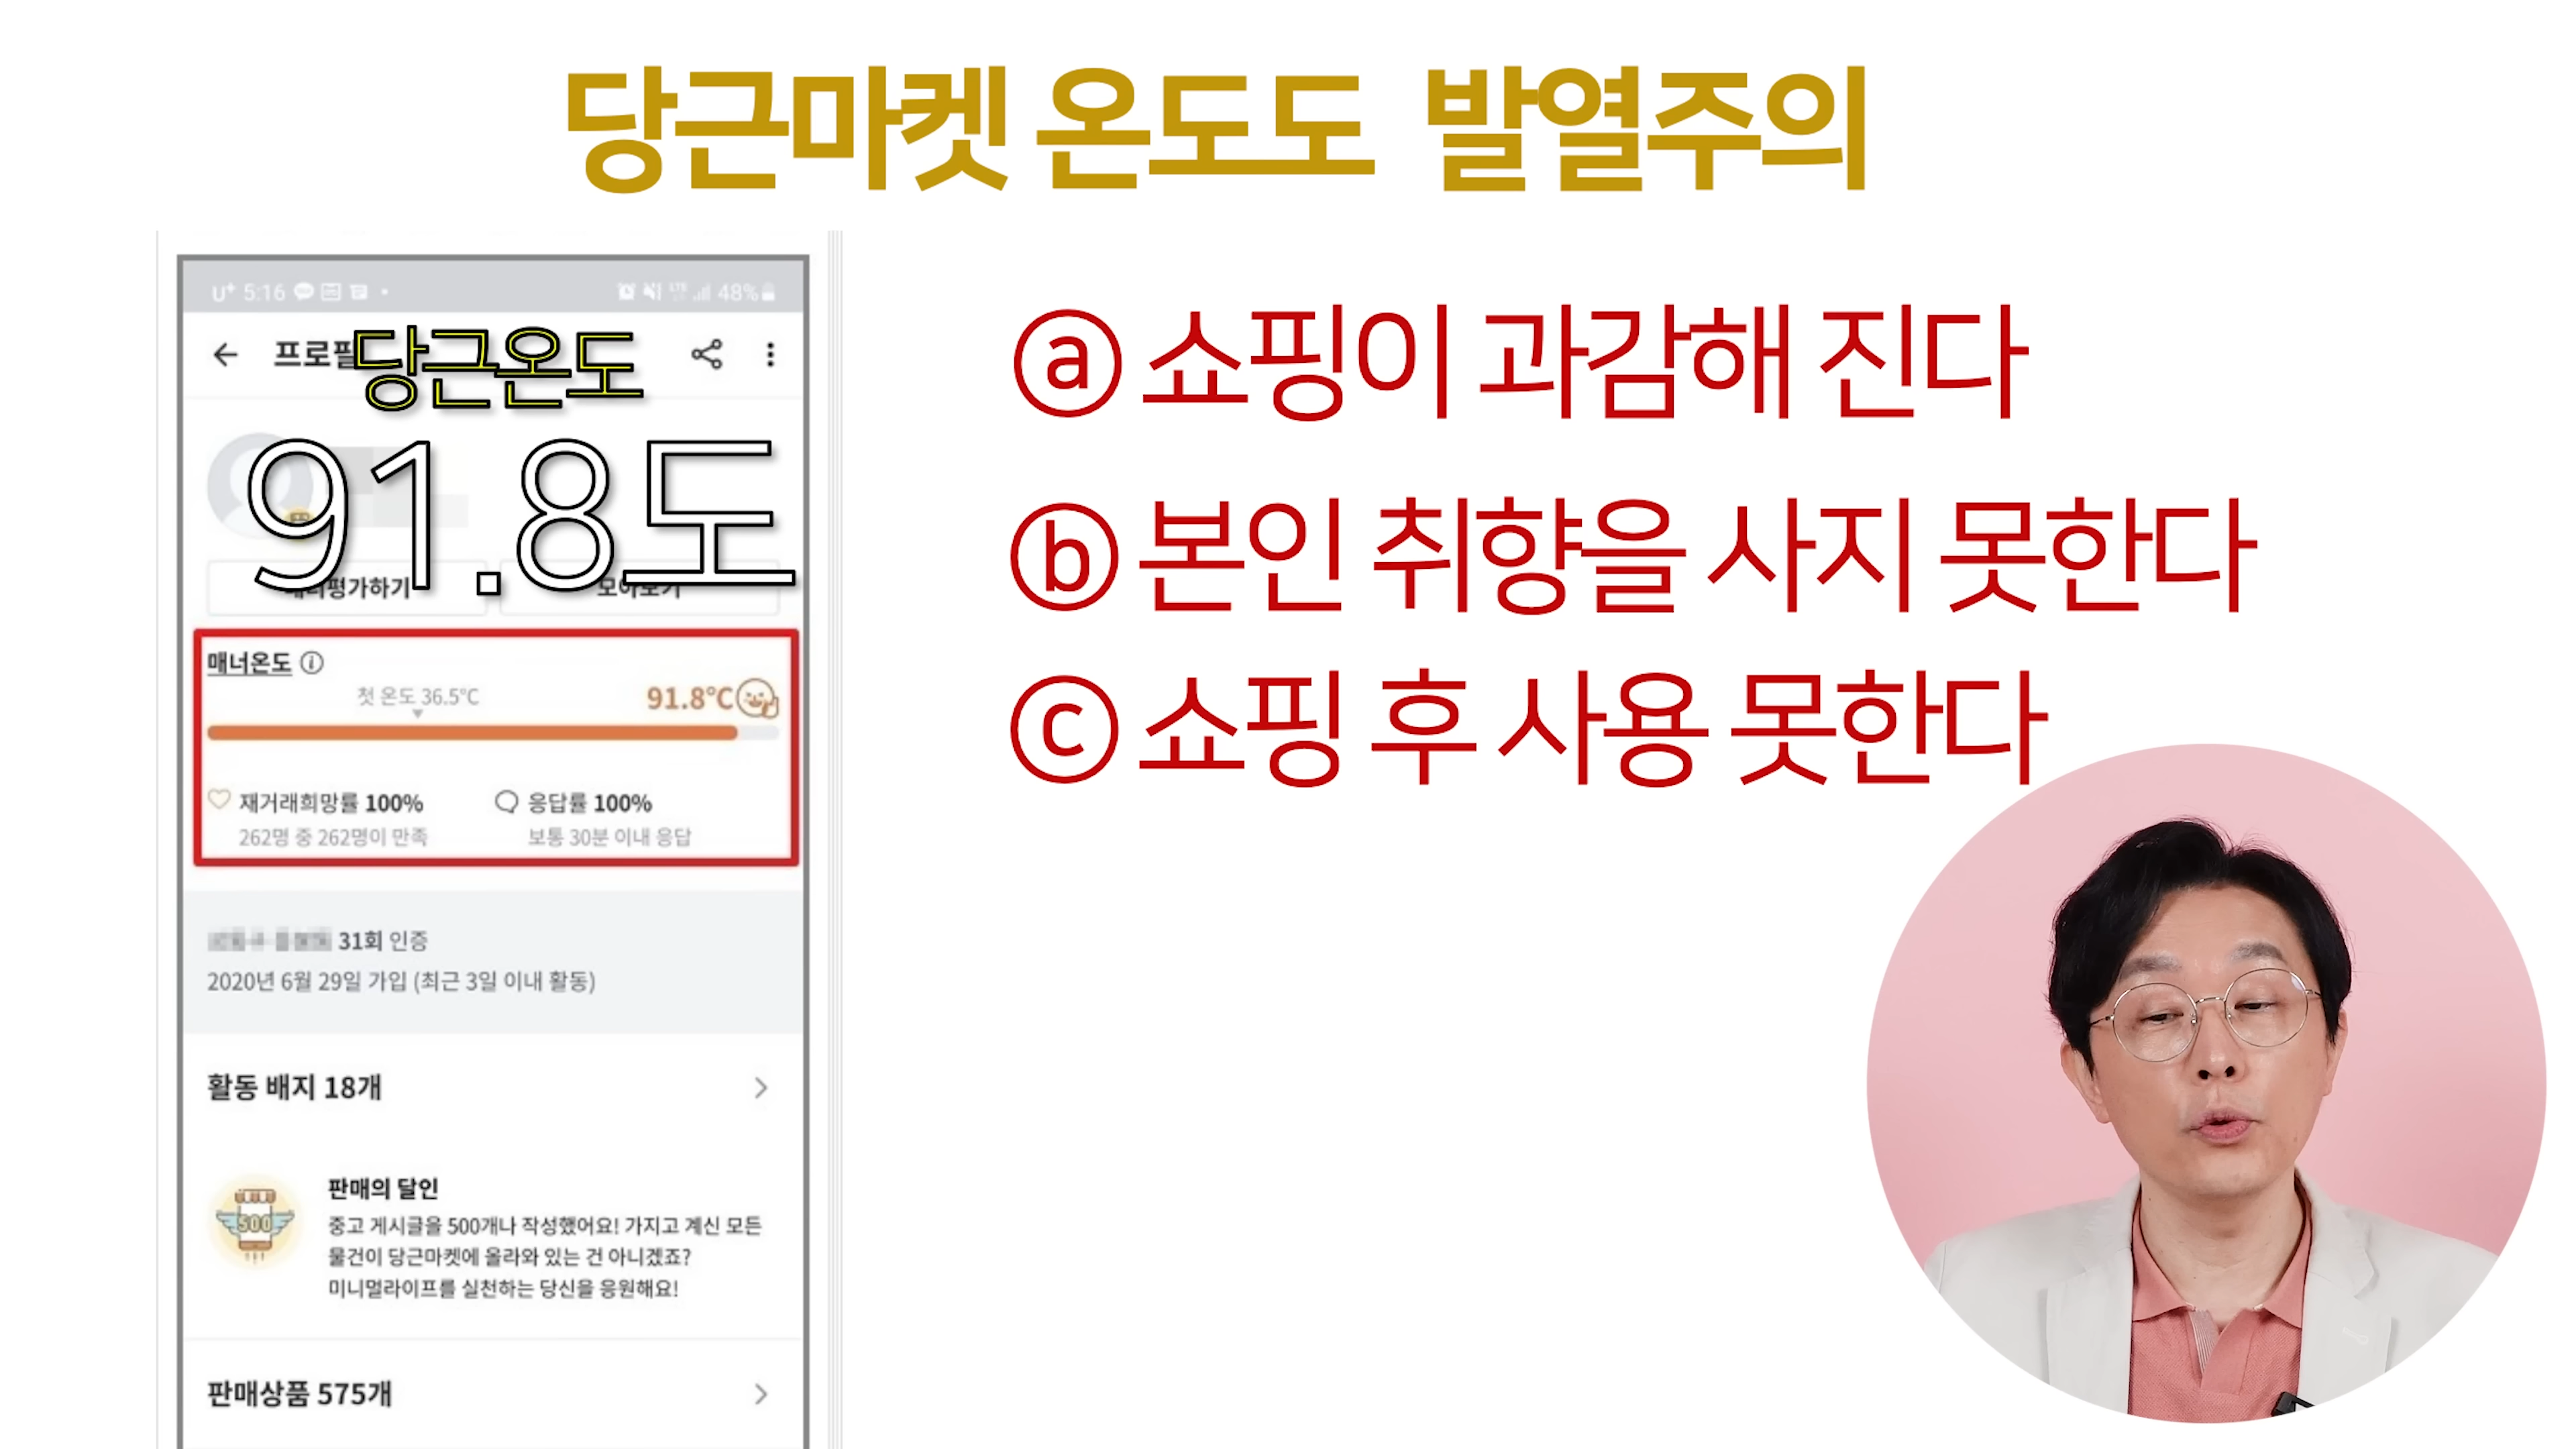 당근마켓 온도도 발열주의
U+ 5:16
48%
당근온도
91.8도
평가하기
모아보기
매너온도
첫 온도 36.5°C
91.8°C
재거래희망률 100%
262명 중 262명이 만족
응답률 100%
보통 30분 이내 응답
31회 인증
2020년 6월 29일 가입 (최근 3일 이내 활동)
활동 배지 18개
500
판매의 달인
중고 게시글을 500개나 작성했어요! 가지고 계신 모든
물건이 당근마켓에 올라와 있는 건 아니겠죠?
미니멀라이프를 실천하는 당신을 응원해요!
판매상품 575개
ⓐ 쇼핑이 과감해 진다
ⓑ 본인 취향을 사지 못한다
ⓒ 쇼핑 후 사용 못한다